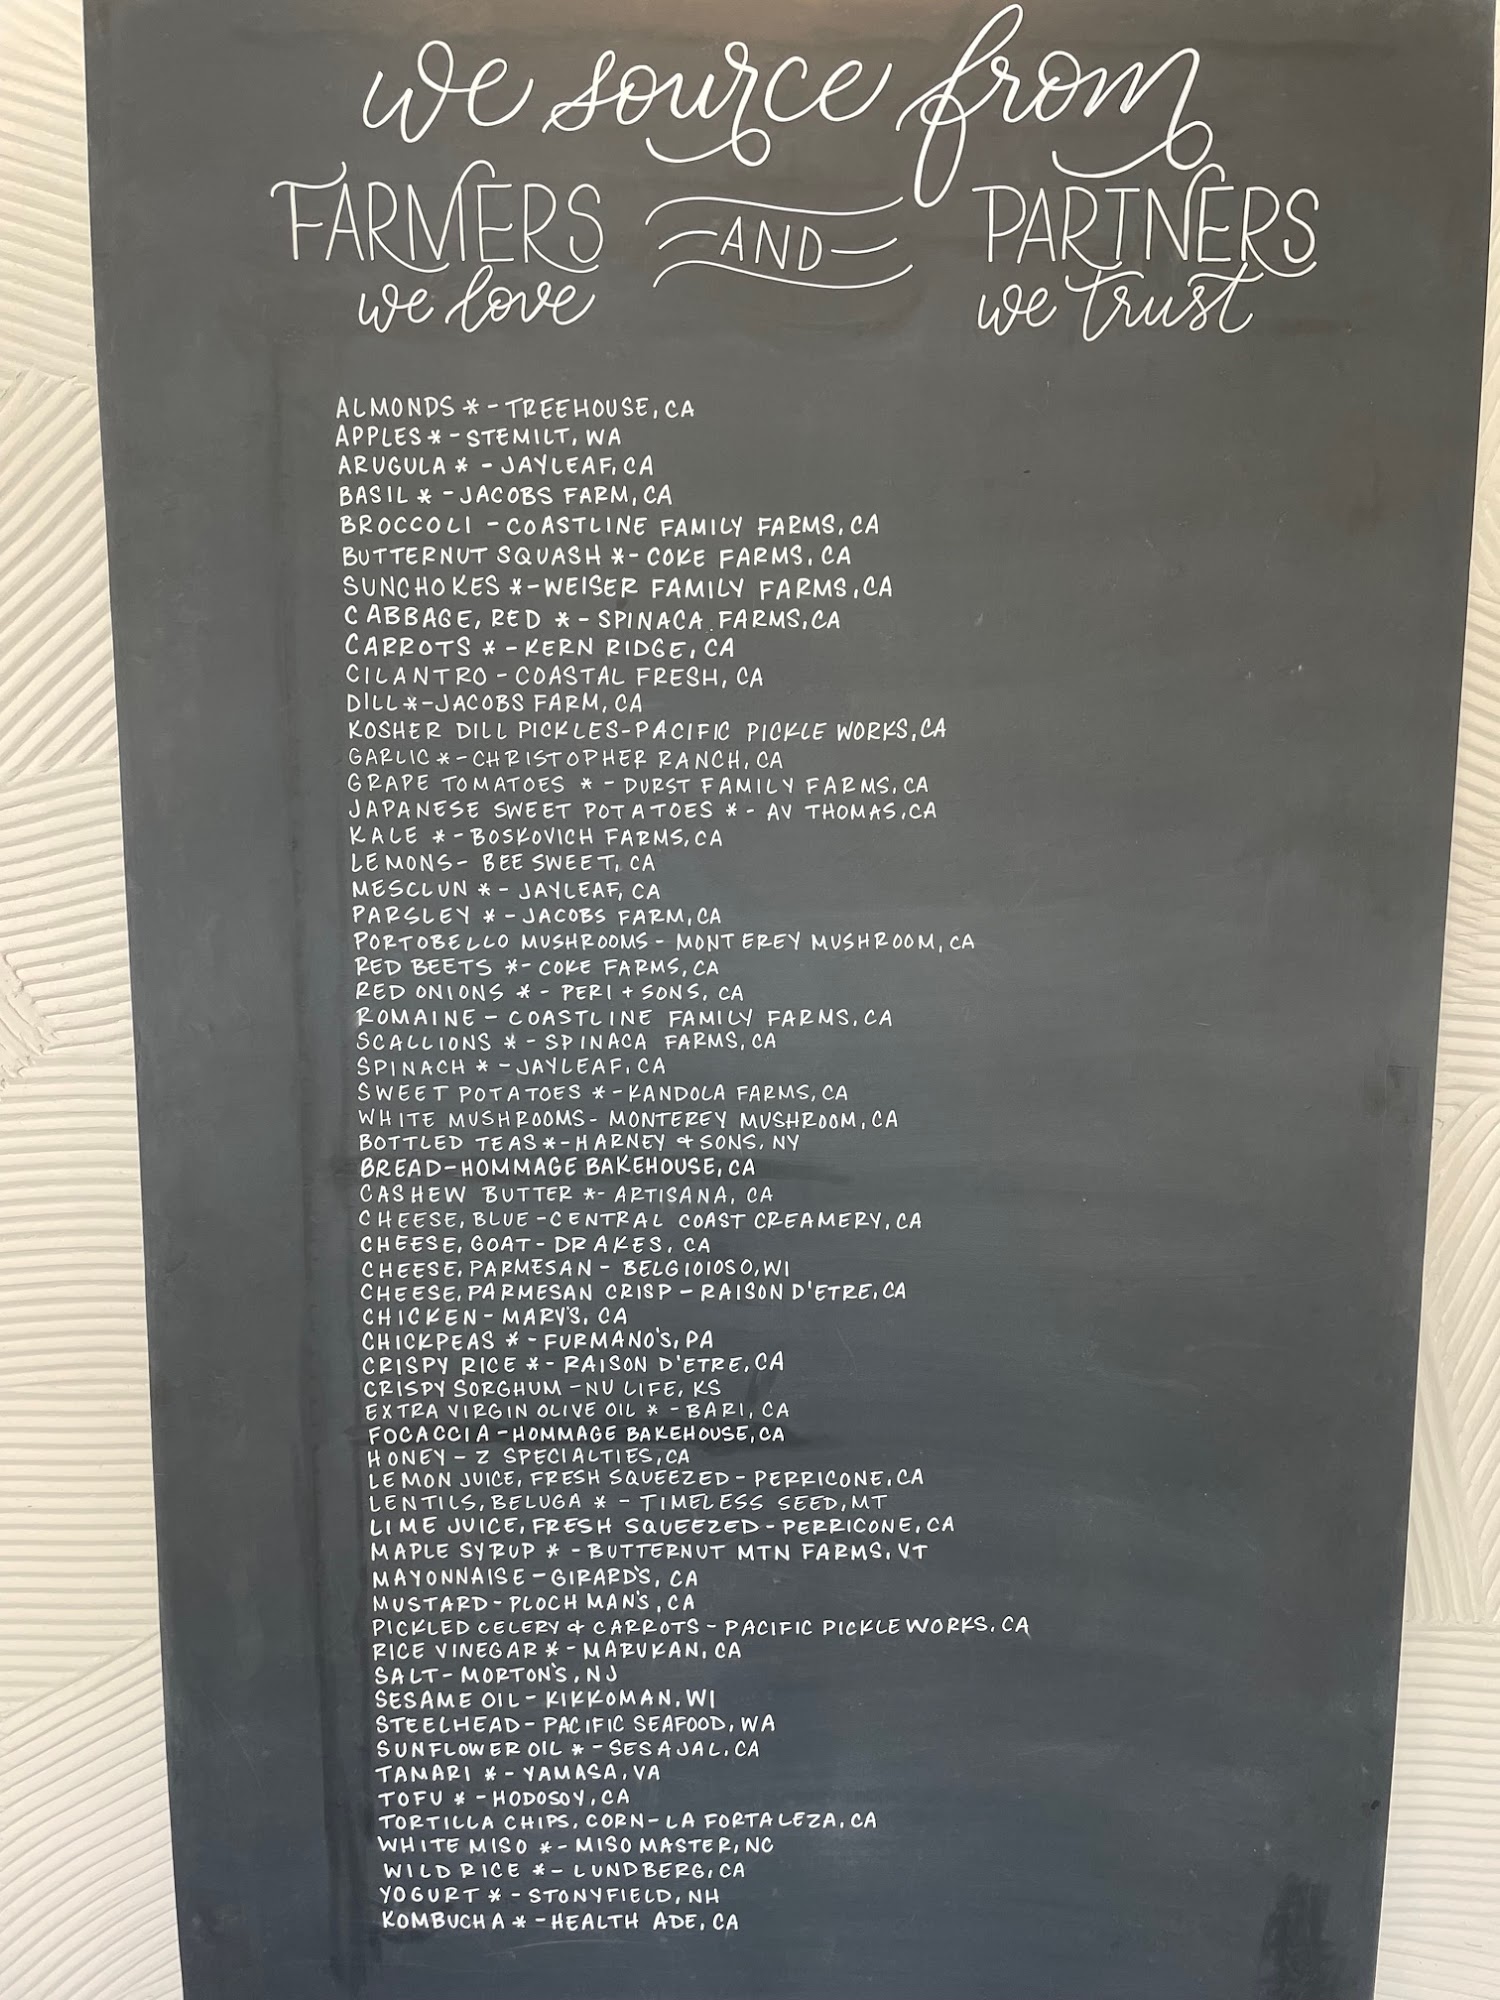 we source from
FARMERS AND PARTNERS
we love we trust
ALMONDS * - TREEHOUSE, CA
APPLES * - STEMILT, WA
ARUGULA * - JAYLEAF, CA
BASIL * - JACOBS FARM, CA
BROCCOLI - COASTLINE FAMILY FARMS, CA
BUTTERNUT SQUASH * - COKE FARMS, CA
SUNCHOKES * - WEISER FAMILY FARMS, CA
CABBAGE, RED * - SPINACA FARMS, CA
CARROTS * - KERN RIDGE, CA
CILANTRO - COASTAL FRESH, CA
DILL * - JACOBS FARM, CA
KOSHER DILL PICKLES - PACIFIC PICKLE WORKS, CA
GARLIC * - CHRISTOPHER RANCH, CA
GRAPE TOMATOES * - DURST FAMILY FARMS, CA
JAPANESE SWEET POTATOES * - AV THOMAS, CA
KALE * - BOSKOVICH FARMS, CA
LEMONS - BEE SWEET, CA
MESCLUN * - JAYLEAF, CA
PARSLEY * - JACOBS FARM, CA
PORTOBELLO MUSHROOMS - MONTEREY MUSHROOM, CA
RED BEETS * - COKE FARMS, CA
RED ONIONS * - PERI + SONS, CA
ROMAINE - COASTLINE FAMILY FARMS, CA
SCALLIONS * - SPINACA FARMS, CA
SPINACH * - JAYLEAF, CA
SWEET POTATOES * - KANDOLA FARMS, CA
WHITE MUSHROOMS - MONTEREY MUSHROOM, CA
BOTTLED TEAS * - HARNEY & SONS, NY
BREAD - HOMMAGE BAKEHOUSE, CA
CASHEW BUTTER * - ARTISANA, CA
CHEESE, BLUE - CENTRAL COAST CREAMERY, CA
CHEESE, GOAT - DRAKES, CA
CHEESE, PARMESAN - BELGIOIOSO, WI
CHEESE, PARMESAN CRISP - RAISON D'ETRE, CA
CHICKEN - MARY'S, CA
CHICKPEAS * - FURMANO'S, PA
CRISPY RICE * - RAISON D'ETRE, CA
CRISPY SORGHUM - NU LIFE, KS
EXTRA VIRGIN OLIVE OIL * - BARI, CA
FOCACCIA - HOMMAGE BAKEHOUSE, CA
HONEY - Z SPECIALTIES, CA
LEMON JUICE, FRESH SQUEEZED - PERRICONE, CA
LENTILS, BELUGA * - TIMELESS SEED, MT
LIME JUICE, FRESH SQUEEZED - PERRICONE, CA
MAPLE SYRUP * - BUTTERNUT MTN FARMS, VT
MAYONNAISE - GIRARD'S, CA
MUSTARD - PLOCHMAN'S, CA
PICKLED CELERY & CARROTS - PACIFIC PICKLE WORKS, CA
RICE VINEGAR * - MARUKAN, CA
SALT - MORTON'S, NJ
SESAME OIL - KIKKOMAN, WI
STEELHEAD - PACIFIC SEAFOOD, WA
SUNFLOWER OIL * - SESAJAL, CA
TAMARI * - YAMASA, VA
TOFU * - HODOSOY, CA
TORTILLA CHIPS, CORN - LA FORTALEZA, CA
WHITE MISO * - MISO MASTER, NC
WILD RICE * - LUNDBERG, CA
YOGURT * - STONYFIELD, NH
KOMBUCHA * - HEALTH ADE, CA